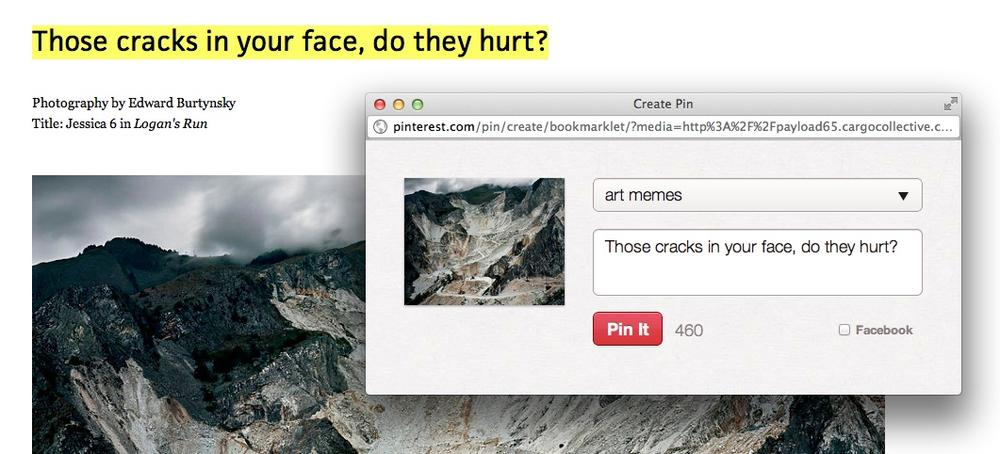 Those cracks in your face, do they hurt?
Photography by Edward Burtynsky
Title: Jessica 6 in Logan's Run
Create Pin
pinterest.com/pin/create/bookmarklet/?media=http%3A%2F%2Fpayload65.cargocollective.c...
art memes
Those cracks in your face, do they hurt?
Pin It 460 Facebook